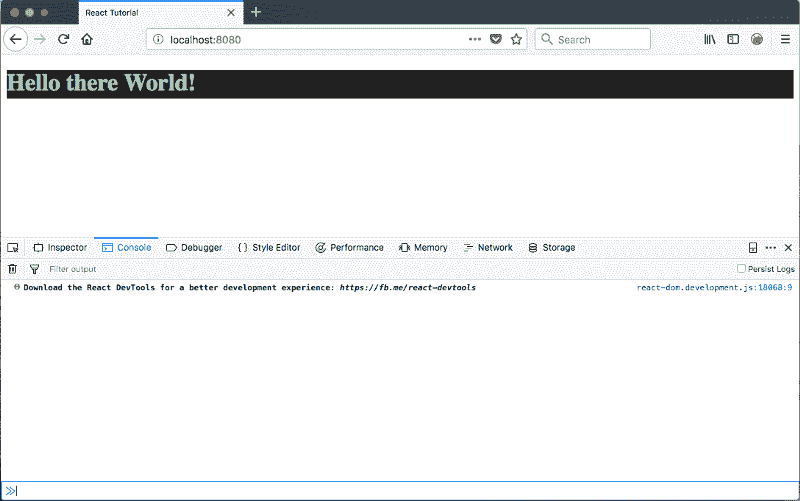 React Tutorial
localhost:8080
Search
Hello there World!
Inspector Console Debugger { } Style Editor Performance Memory Network Storage
Filter output Persist Logs
Download the React DevTools for a better development experience: https://fb.me/react-devtools react-dom.development.js:18068:9